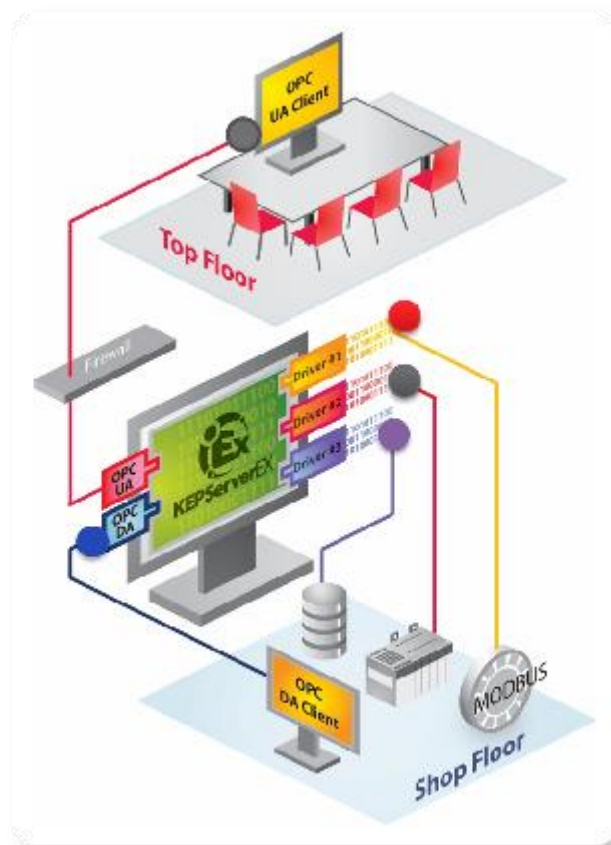 OPC
UA Client
Top Floor
Firewall
Driver #1
Driver #2
Driver #3
iEx
KEPServerEX
OPC
UA
OPC
DA
OPC
DA Client
MODBUS
Shop Floor